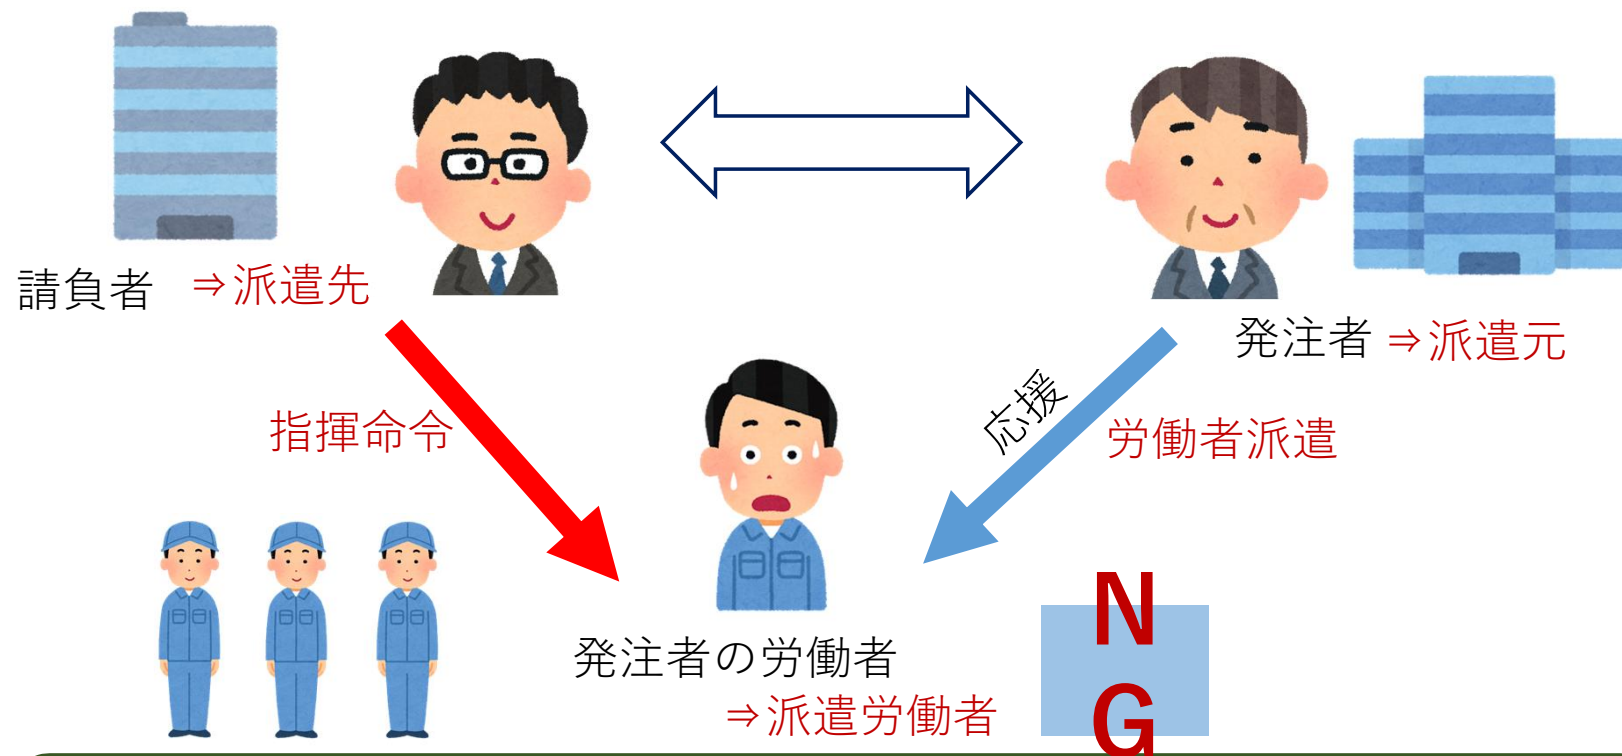 請負者 ⇒派遣先
発注者 ⇒派遣元
指揮命令
応援
労働者派遣
発注者の労働者
⇒派遣労働者
N
G